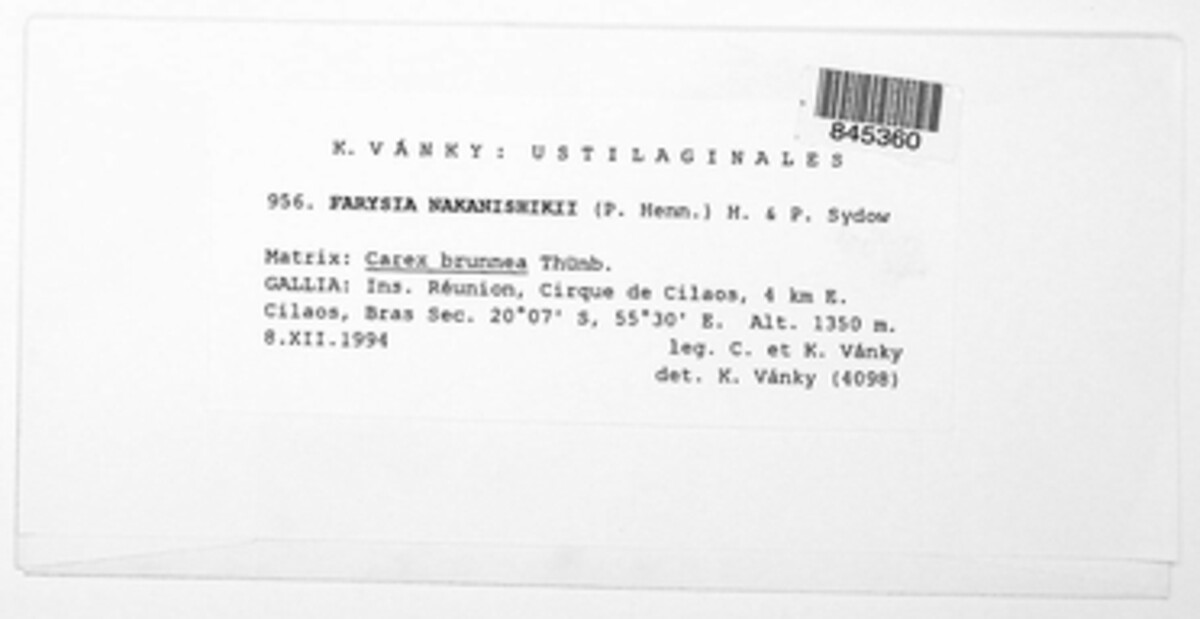 845360
K. VÁNKY: USTILAGINALES
956. FARYSIA NAKANISHIKII (P. Henn.) H. & P. Sydow
Matrix: Carex brunnea Thunb.
GALLIA: Ins. Réunion, Cirque de Cilaos, 4 km E.
Cilaos, Bras Sec. 20°07' S, 55°30' E. Alt. 1350 m.
8.XII.1994 leg. C. et K. Vánky
det. K. Vánky (4098)